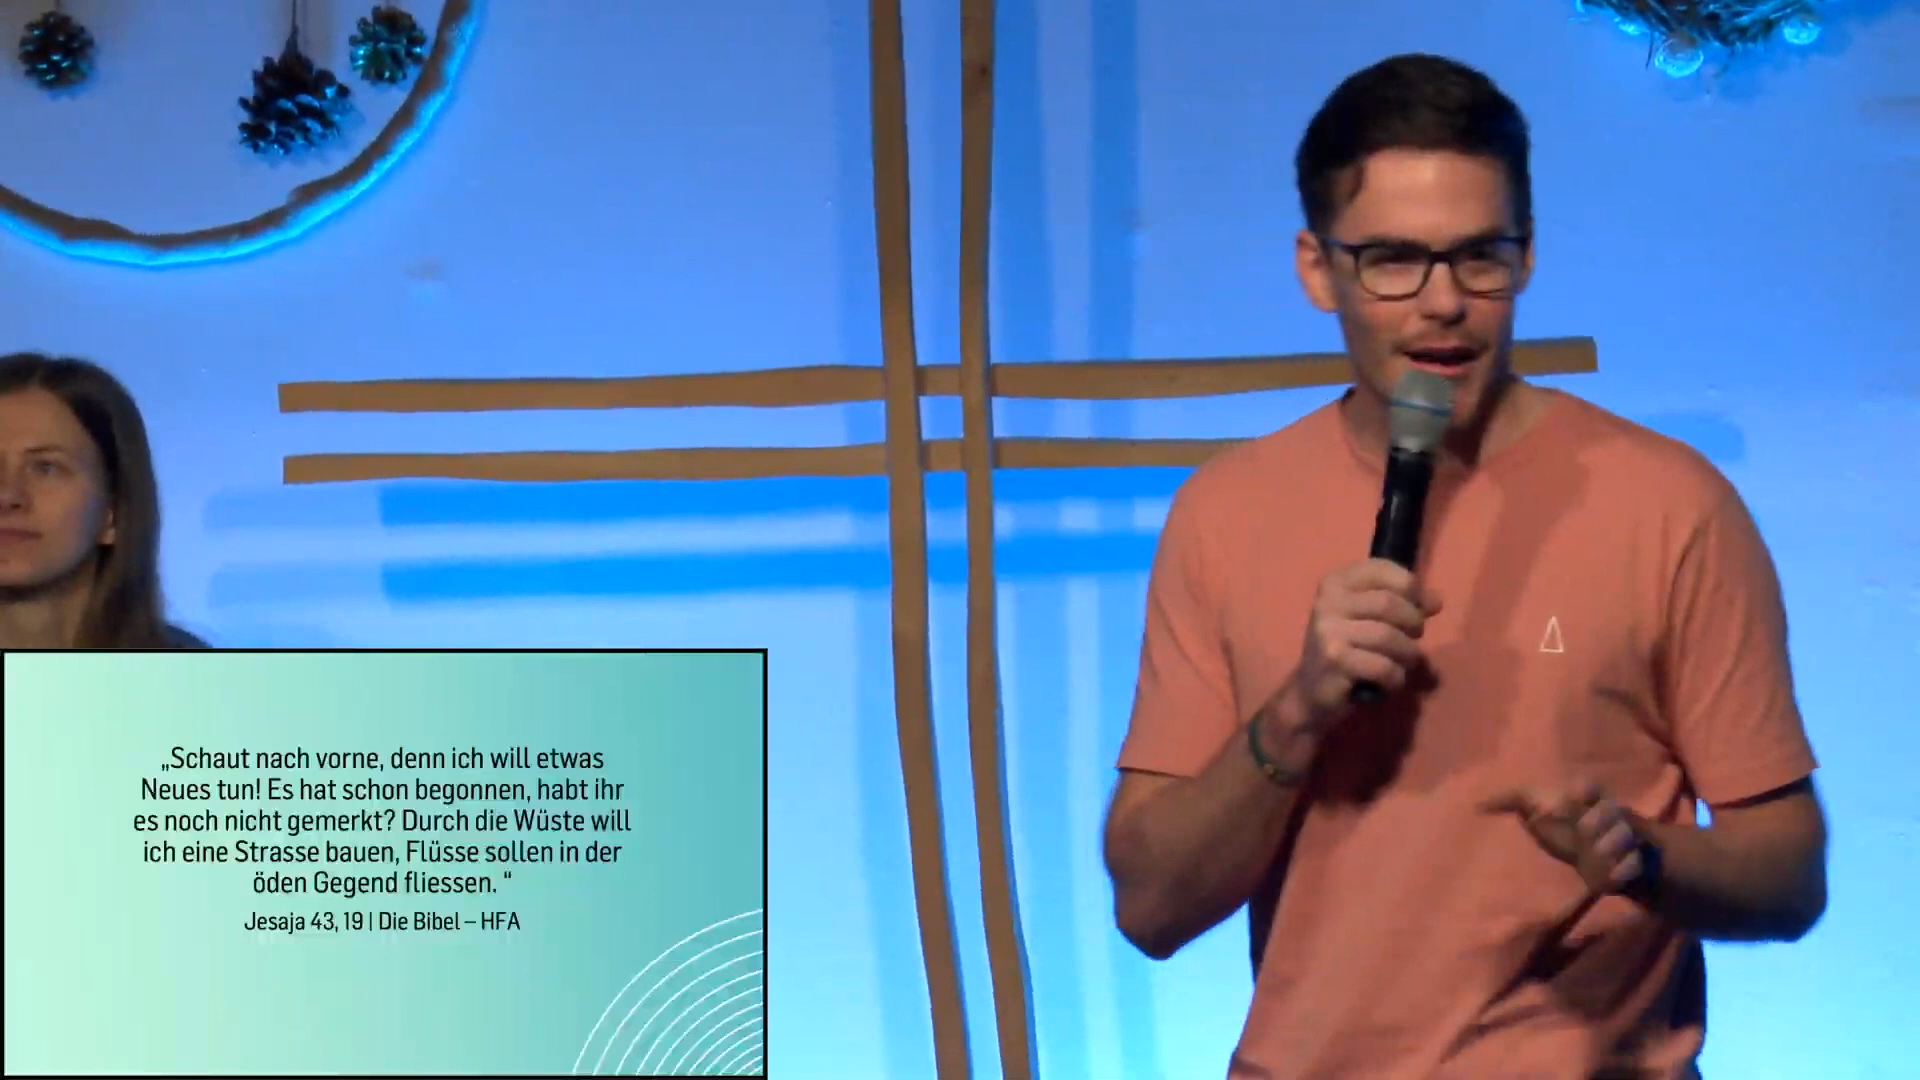 „Schaut nach vorne, denn ich will etwas
Neues tun! Es hat schon begonnen, habt ihr
es noch nicht gemerkt? Durch die Wüste will
ich eine Strasse bauen, Flüsse sollen in der
öden Gegend fliessen. “
Jesaja 43, 19 | Die Bibel – HFA